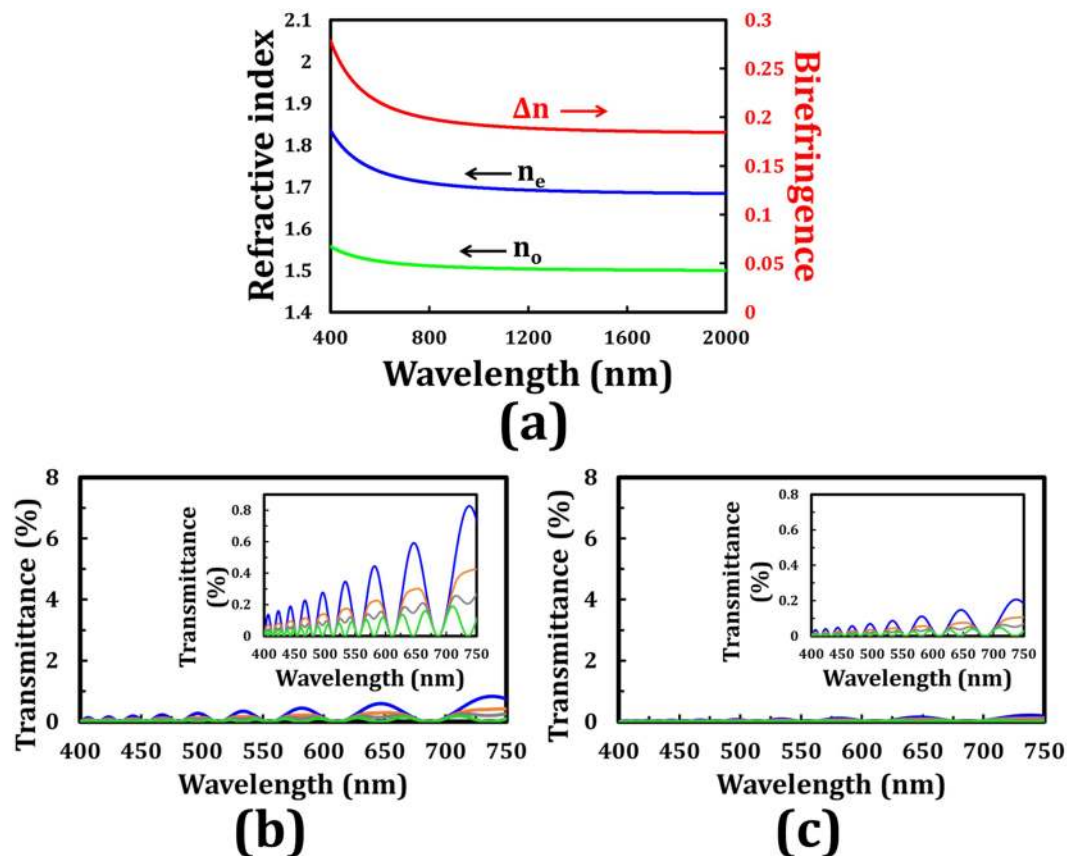 Refractive index
2.1
2
1.9
1.8
1.7
1.6
1.5
1.4
Δn
n_e
n_o
0.3
0.25
0.2
0.15
0.1
0.05
0
Birefringence
400 800 1200 1600 2000
Wavelength (nm)
(a)
Transmittance (%)
8
6
4
2
0
Transmittance
(%)
0.8
0.6
0.4
0.2
0
400 450 500 550 600 650 700 750
Wavelength (nm)
400 450 500 550 600 650 700 750
Wavelength (nm)
(b)
Transmittance (%)
8
6
4
2
0
Transmittance
(%)
0.8
0.6
0.4
0.2
0
400 450 500 550 600 650 700 750
Wavelength (nm)
400 450 500 550 600 650 700 750
Wavelength (nm)
(c)